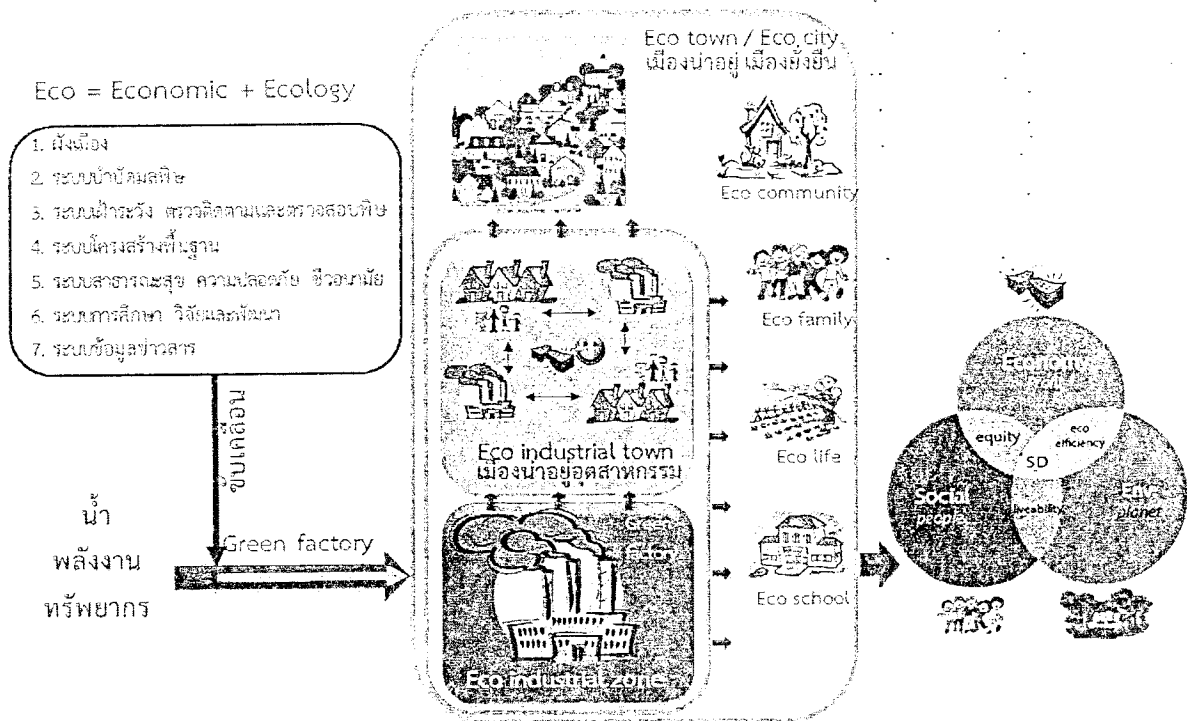 Eco = Economic + Ecology
1. ผังเมือง
2. ระบบบำบัดมลพิษ
3. ระบบเฝ้าระวัง ตรวจติดตามและตรวจสอบพิษ
4. ระบบโครงสร้างพื้นฐาน
5. ระบบสาธารณะสุข ความปลอดภัย ชีวอนามัย
6. ระบบการศึกษา วิจัยและพัฒนา
7. ระบบข้อมูลข่าวสาร
ขับเคลื่อน
น้ำ
พลังงาน
ทรัพยากร
Green factory
Eco town / Eco city
เมืองน่าอยู่ เมืองยั่งยืน
Eco community
Eco family
Eco life
Eco school
Eco industrial town
เมืองน่าอยู่อุตสาหกรรม
Eco industrial zone
Economy
equity
eco
efficiency
SD
Social
people
liveability
Env.
planet